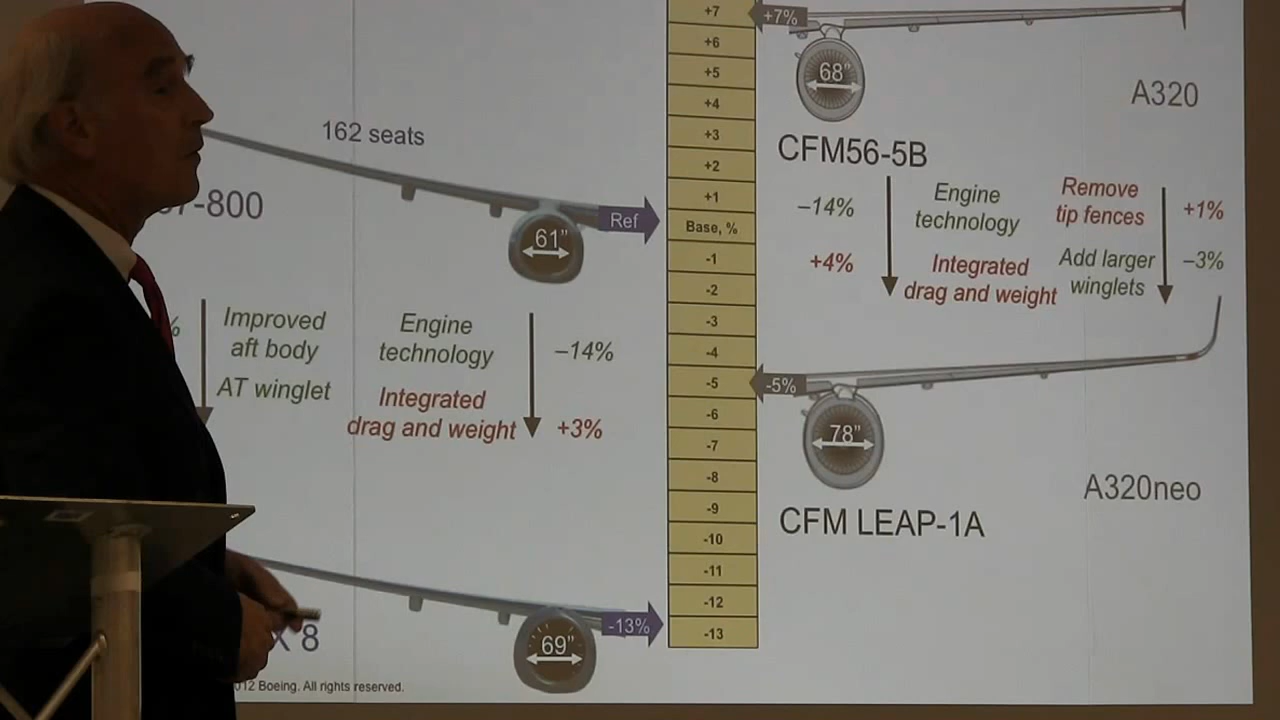 +7
+7%
+6
68”
+5
A320
+4
162 seats
+3
CFM56-5B
+2
-800
+1
–14%
Engine
technology
Remove
tip fences
+1%
Ref
Base, %
61”
-1
+4%
Integrated
drag and weight
Add larger
winglets
–3%
-2
%
Improved
aft body
AT winglet
Engine
technology
–14%
Integrated
drag and weight
+3%
-3
-4
-5
-5%
-6
78”
-7
-8
A320neo
-9
CFM LEAP-1A
-10
-11
-12
-13%
-13
X 8
69”
12 Boeing. All rights reserved.